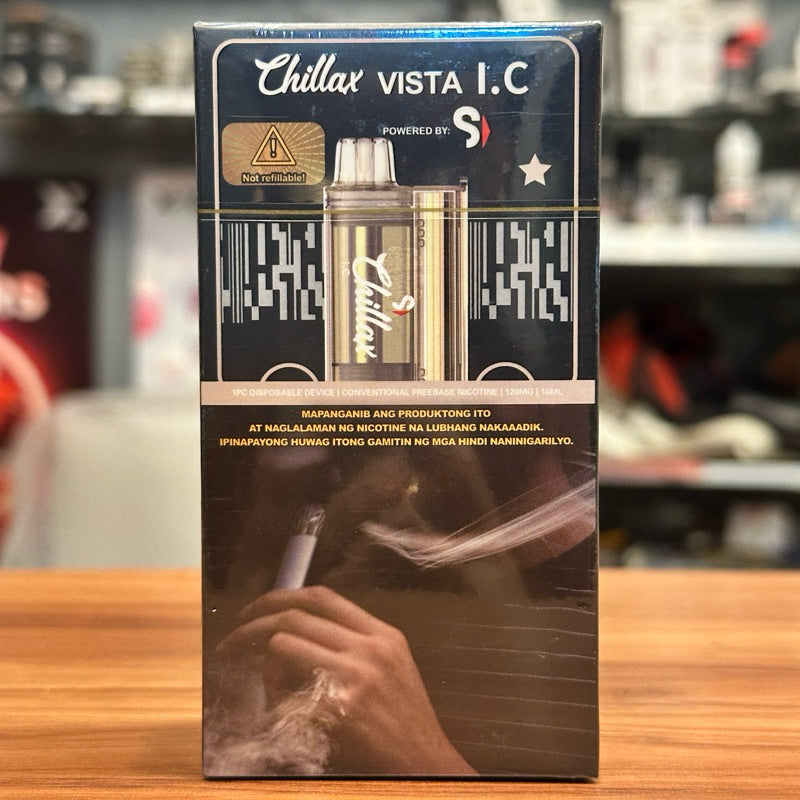 Chillax VISTA I.C
POWERED BY: S
Not refillable!
Chillax
1PC DISPOSABLE DEVICE | CONVENTIONAL FREEBASE NICOTINE | 120MG | 10ML
MAPANGANIB ANG PRODUKTONG ITO
AT NAGLALAMAN NG NICOTINE NA LUBHANG NAKAAADIK.
IPINAPAYONG HUWAG ITONG GAMITIN NG MGA HINDI NANINIGARILYO.